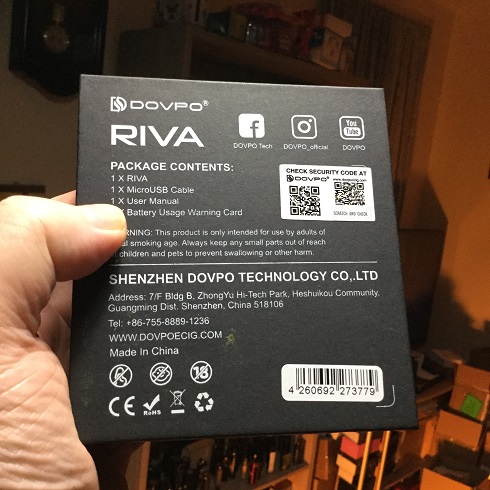 DOVPO®
RIVA
DOVPO Tech
DOVPO_official
You
Tube
DOVPO
PACKAGE CONTENTS:
1 X RIVA
1 X MicroUSB Cable
1 X User Manual
X Battery Usage Warning Card
CHECK SECURITY CODE AT
DOVPO®
NING: This product is only intended for use by adults of
smoking age. Always keep any small parts out of reach
children and pets to prevent swallowing or other harm.
SHENZHEN DOVPO TECHNOLOGY CO,.LTD
Address: 7/F Bldg B, ZhongYu Hi-Tech Park, Heshuikou Community,
Guangming Dist. Shenzhen, China 518106
Tel: +86-755-8889-1236
WWW.DOVPOECIG.COM
Made In China
18
CE
RoHS
4 260692 273779